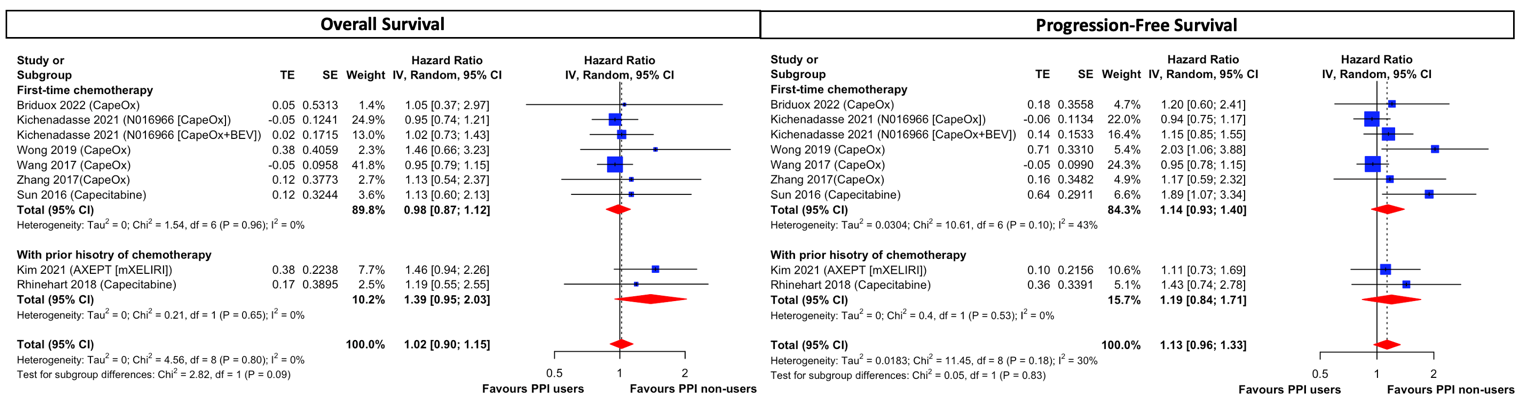 Overall Survival
Study or Hazard Ratio Hazard Ratio
Subgroup TE SE Weight IV, Random, 95% CI IV, Random, 95% CI
First-time chemotherapy
Briduox 2022 (CapeOx) 0.05 0.5313 1.4% 1.05 [0.37; 2.97]
Kichenadasse 2021 (N016966 [CapeOx]) -0.05 0.1241 24.9% 0.95 [0.74; 1.21]
Kichenadasse 2021 (N016966 [CapeOx+BEV]) 0.02 0.1715 13.0% 1.02 [0.73; 1.43]
Wong 2019 (CapeOx) 0.38 0.4059 2.3% 1.46 [0.66; 3.23]
Wang 2017 (CapeOx) -0.05 0.0958 41.8% 0.95 [0.79; 1.15]
Zhang 2017(CapeOx) 0.12 0.3773 2.7% 1.13 [0.54; 2.37]
Sun 2016 (Capecitabine) 0.12 0.3244 3.6% 1.13 [0.60; 2.13]
Total (95% CI) 89.8% 0.98 [0.87; 1.12]
Heterogeneity: Tau² = 0; Chi² = 1.54, df = 6 (P = 0.96); I² = 0%
With prior hisotry of chemotherapy
Kim 2021 (AXEPT [mXELIRI]) 0.38 0.2238 7.7% 1.46 [0.94; 2.26]
Rhinehart 2018 (Capecitabine) 0.17 0.3895 2.5% 1.19 [0.55; 2.55]
Total (95% CI) 10.2% 1.39 [0.95; 2.03]
Heterogeneity: Tau² = 0; Chi² = 0.21, df = 1 (P = 0.65); I² = 0%
Total (95% CI) 100.0% 1.02 [0.90; 1.15]
Heterogeneity: Tau² = 0; Chi² = 4.56, df = 8 (P = 0.80); I² = 0%
Test for subgroup differences: Chi² = 2.82, df = 1 (P = 0.09)
0.5 1 2
Favours PPI users Favours PPI non-users
Progression-Free Survival
Study or Hazard Ratio Hazard Ratio
Subgroup TE SE Weight IV, Random, 95% CI IV, Random, 95% CI
First-time chemotherapy
Briduox 2022 (CapeOx) 0.18 0.3558 4.7% 1.20 [0.60; 2.41]
Kichenadasse 2021 (N016966 [CapeOx]) -0.06 0.1134 22.0% 0.94 [0.75; 1.17]
Kichenadasse 2021 (N016966 [CapeOx+BEV]) 0.14 0.1533 16.4% 1.15 [0.85; 1.55]
Wong 2019 (CapeOx) 0.71 0.3310 5.4% 2.03 [1.06; 3.88]
Wang 2017 (CapeOx) -0.05 0.0990 24.3% 0.95 [0.78; 1.15]
Zhang 2017(CapeOx) 0.16 0.3482 4.9% 1.17 [0.59; 2.32]
Sun 2016 (Capecitabine) 0.64 0.2911 6.6% 1.89 [1.07; 3.34]
Total (95% CI) 84.3% 1.14 [0.93; 1.40]
Heterogeneity: Tau² = 0.0304; Chi² = 10.61, df = 6 (P = 0.10); I² = 43%
With prior hisotry of chemotherapy
Kim 2021 (AXEPT [mXELIRI]) 0.10 0.2156 10.6% 1.11 [0.73; 1.69]
Rhinehart 2018 (Capecitabine) 0.36 0.3391 5.1% 1.43 [0.74; 2.78]
Total (95% CI) 15.7% 1.19 [0.84; 1.71]
Heterogeneity: Tau² = 0; Chi² = 0.4, df = 1 (P = 0.53); I² = 0%
Total (95% CI) 100.0% 1.13 [0.96; 1.33]
Heterogeneity: Tau² = 0.0183; Chi² = 11.45, df = 8 (P = 0.18); I² = 30%
Test for subgroup differences: Chi² = 0.05, df = 1 (P = 0.83)
0.5 1 2
Favours PPI users Favours PPI non-users